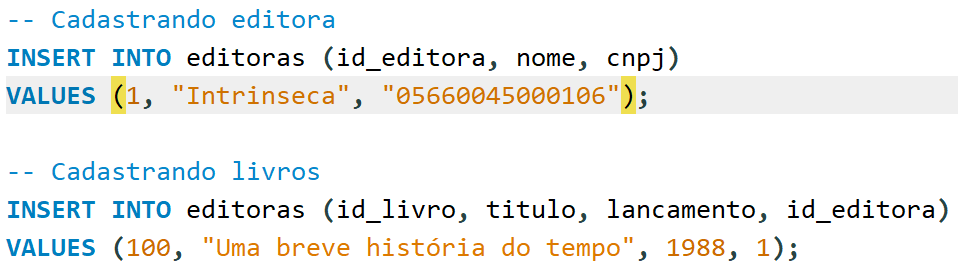 -- Cadastrando editora
INSERT INTO editoras (id_editora, nome, cnpj)
VALUES (1, "Intrinseca", "05660045000106");
-- Cadastrando livros
INSERT INTO editoras (id_livro, titulo, lancamento, id_editora)
VALUES (100, "Uma breve história do tempo", 1988, 1);